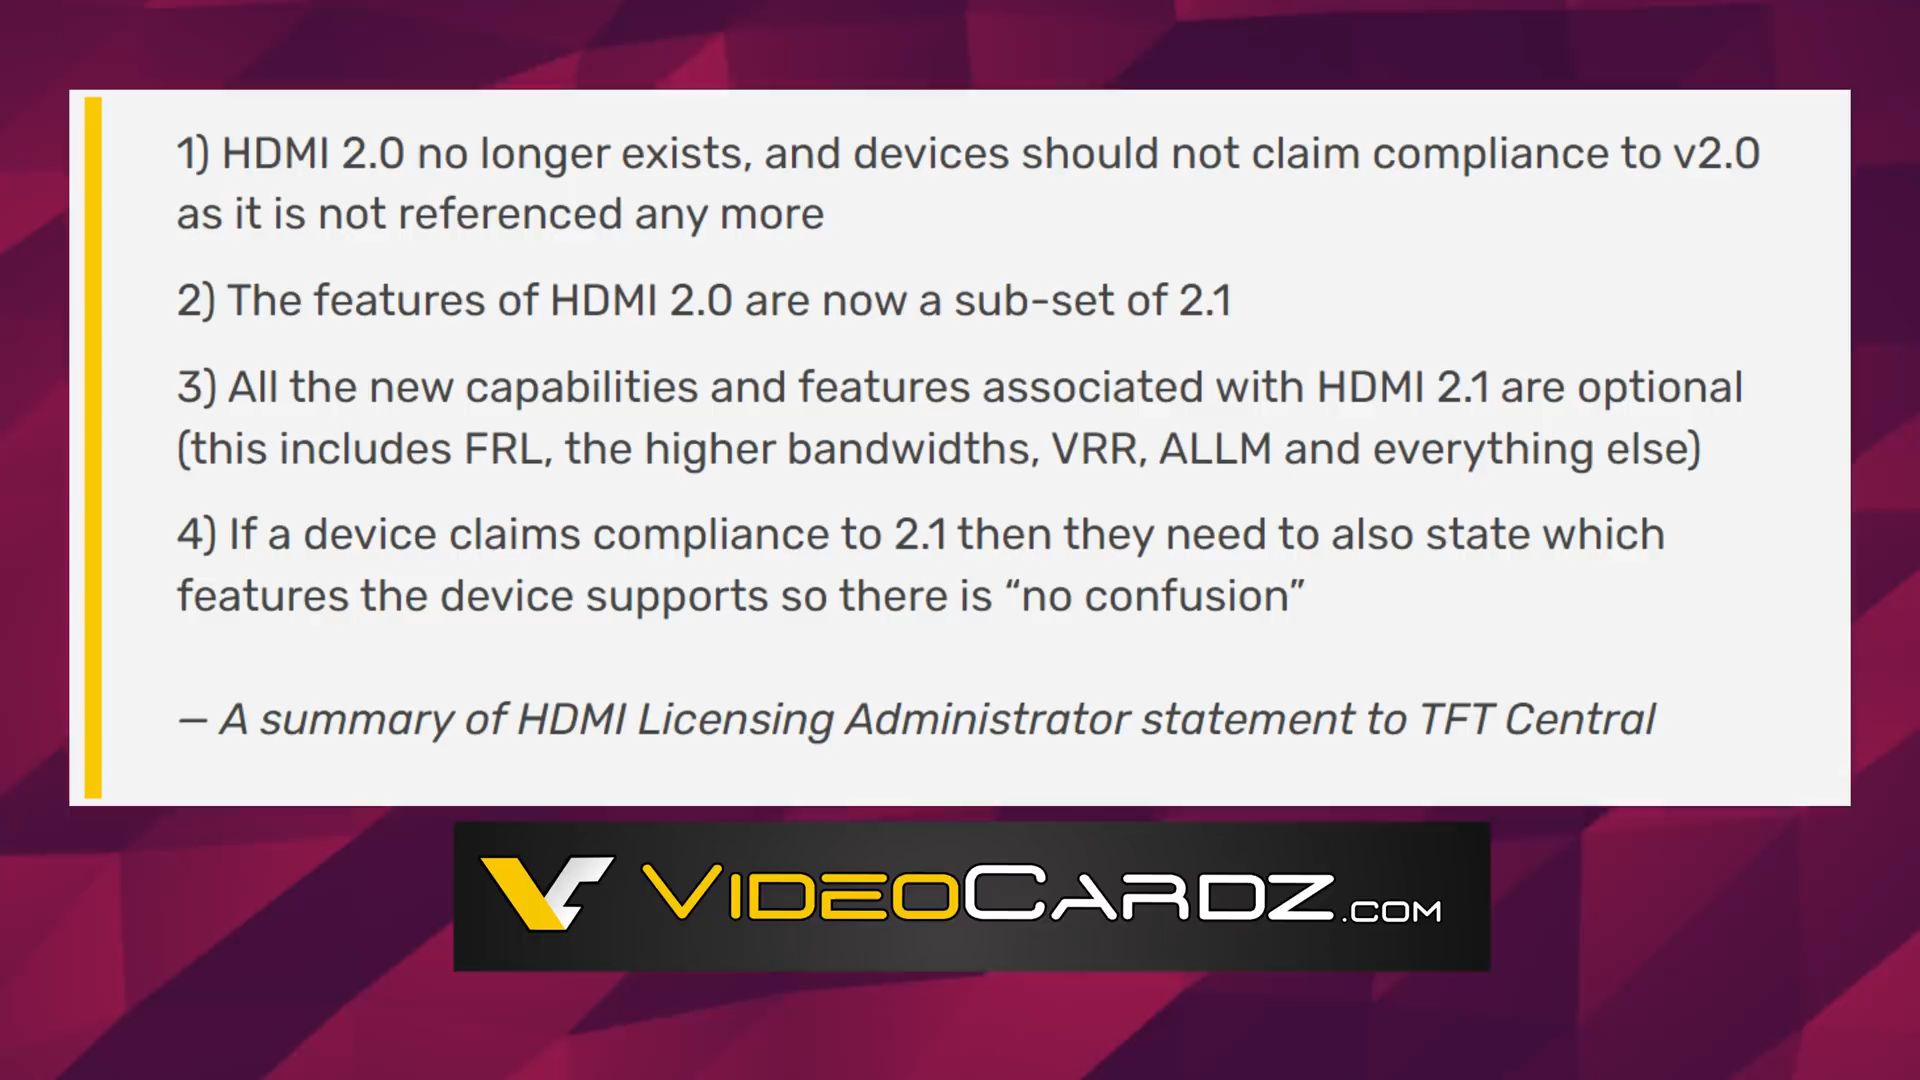 1) HDMI 2.0 no longer exists, and devices should not claim compliance to v2.0
as it is not referenced any more
2) The features of HDMI 2.0 are now a sub-set of 2.1
3) All the new capabilities and features associated with HDMI 2.1 are optional
(this includes FRL, the higher bandwidths, VRR, ALLM and everything else)
4) If a device claims compliance to 2.1 then they need to also state which
features the device supports so there is “no confusion”
— A summary of HDMI Licensing Administrator statement to TFT Central
VIDEOCARDZ.COM